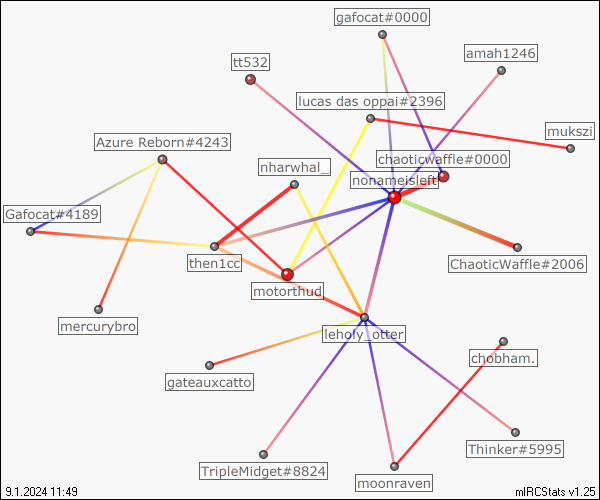 gafocat#0000
amah1246
tt532
lucas das oppai#2396
mukszi
Azure Reborn#4243
chaoticwaffle#0000
nharwhal_
nonameisleft
Gafocat#4189
then1cc
ChaoticWaffle#2006
motorthud
mercurybro
leholy_otter
chobham.
gateauxcatto
Thinker#5995
TripleMidget#8824
moonraven
9.1.2024 11:49
mIRCStats v1.25